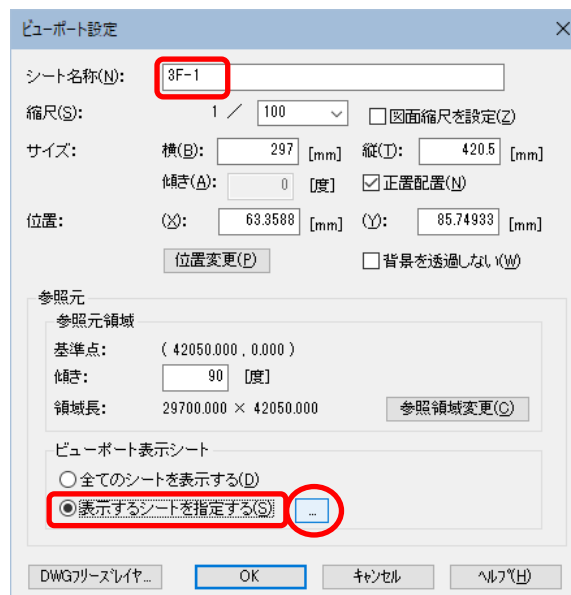 ビューポート設定
シート名称(N): 3F-1
縮尺(S): 1 ／ 100 図面縮尺を設定(Z)
サイズ: 横(B): 297 [mm] 縦(T): 420.5 [mm]
傾き(A): 0 [度] 正置配置(N)
位置: (X): 63.3588 [mm] (Y): 85.74933 [mm]
位置変更(P) 背景を透過しない(W)
参照元
参照元領域
基準点: ( 42050.000 , 0.000 )
傾き: 90 [度]
領域長: 29700.000 × 42050.000 参照領域変更(C)
ビューポート表示シート
全てのシートを表示する(D)
表示するシートを指定する(S) ...
DWGフリーズレイヤ... OK キャンセル ヘルプ(H)